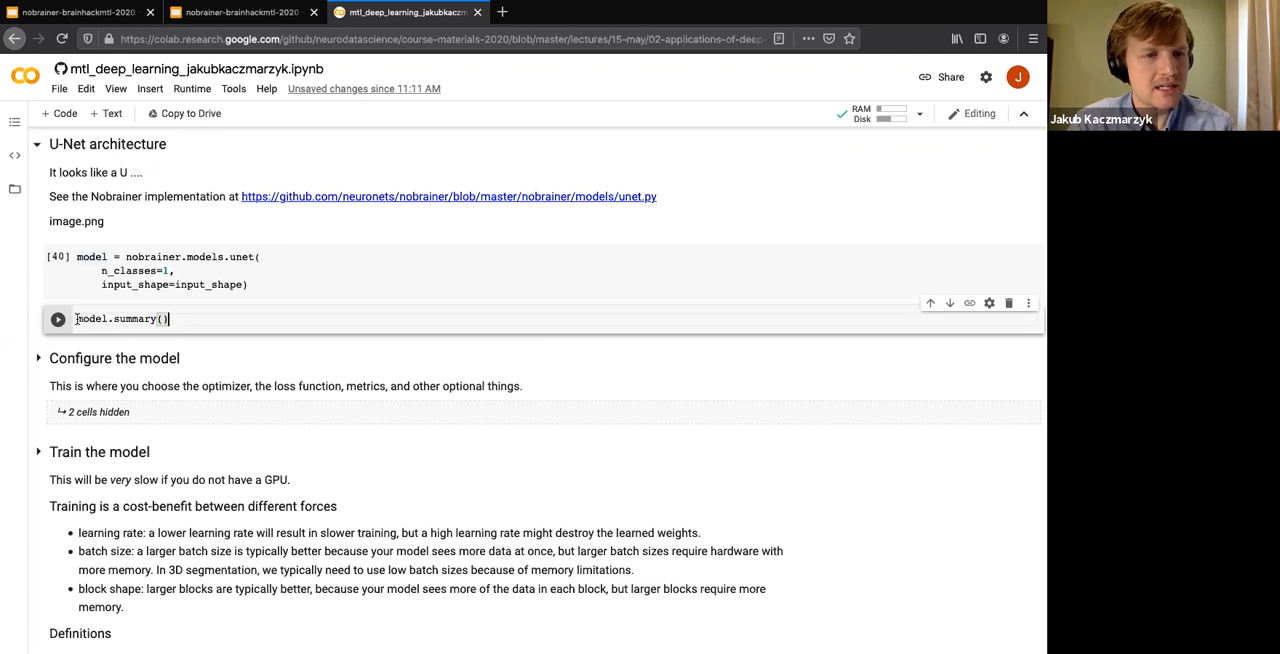 nobrainer-brainhackmtl-2020
nobrainer-brainhackmtl-2020
mtl_deep_learning_jakubkaczm
https://colab.research.google.com/github/neurodatascience/course-materials-2020/blob/master/lectures/15-may/02-applications-of-deep-
mtl_deep_learning_jakubkaczmarzyk.ipynb
Share
J
File Edit View Insert Runtime Tools Help Unsaved changes since 11:11 AM
+ Code + Text Copy to Drive
RAM
Disk
Editing
Jakub Kaczmarzyk
U-Net architecture
It looks like a U ....
See the Nobrainer implementation at https://github.com/neuronets/nobrainer/blob/master/nobrainer/models/unet.py
image.png
[40] model = nobrainer.models.unet(
n_classes=1,
input_shape=input_shape)
model.summary()
Configure the model
This is where you choose the optimizer, the loss function, metrics, and other optional things.
2 cells hidden
Train the model
This will be very slow if you do not have a GPU.
Training is a cost-benefit between different forces
• learning rate: a lower learning rate will result in slower training, but a high learning rate might destroy the learned weights.
• batch size: a larger batch size is typically better because your model sees more data at once, but larger batch sizes require hardware with
more memory. In 3D segmentation, we typically need to use low batch sizes because of memory limitations.
• block shape: larger blocks are typically better, because your model sees more of the data in each block, but larger blocks require more
memory.
Definitions